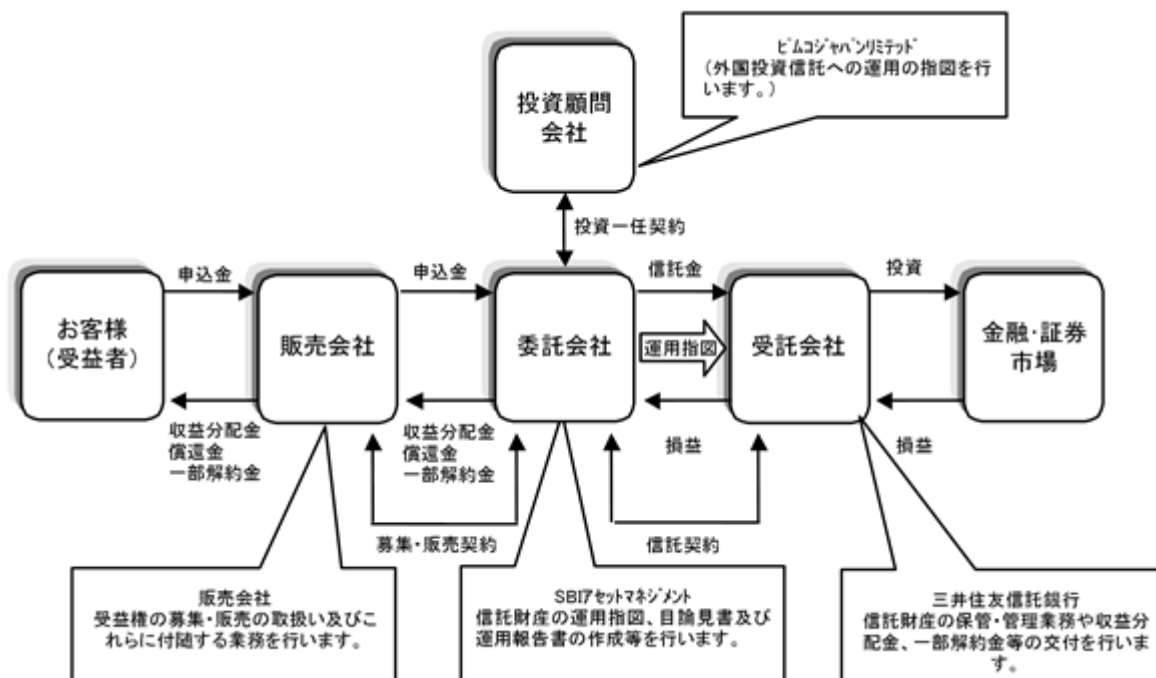 ﾋﾟﾑｺｼﾞｬﾊﾟﾝﾘﾐﾃｯﾄﾞ
(外国投資信託への運用の指図を行
います。)
投資顧問
会社
投資一任契約
申込金
申込金
信託金
投資
お客様
(受益者)
販売会社
委託会社
運用指図
受託会社
金融・証券
市場
収益分配金
償還金
一部解約金
収益分配金
償還金
一部解約金
損益
損益
募集・販売契約
信託契約
販売会社
受益権の募集・販売の取扱い及びこ
れらに付随する業務を行います。
SBIｱｾｯﾄﾏﾈｼﾞﾒﾝﾄ
信託財産の運用指図、目論見書及び
運用報告書の作成等を行います。
三井住友信託銀行
信託財産の保管・管理業務や収益分
配金、一部解約金等の交付を行いま
す。